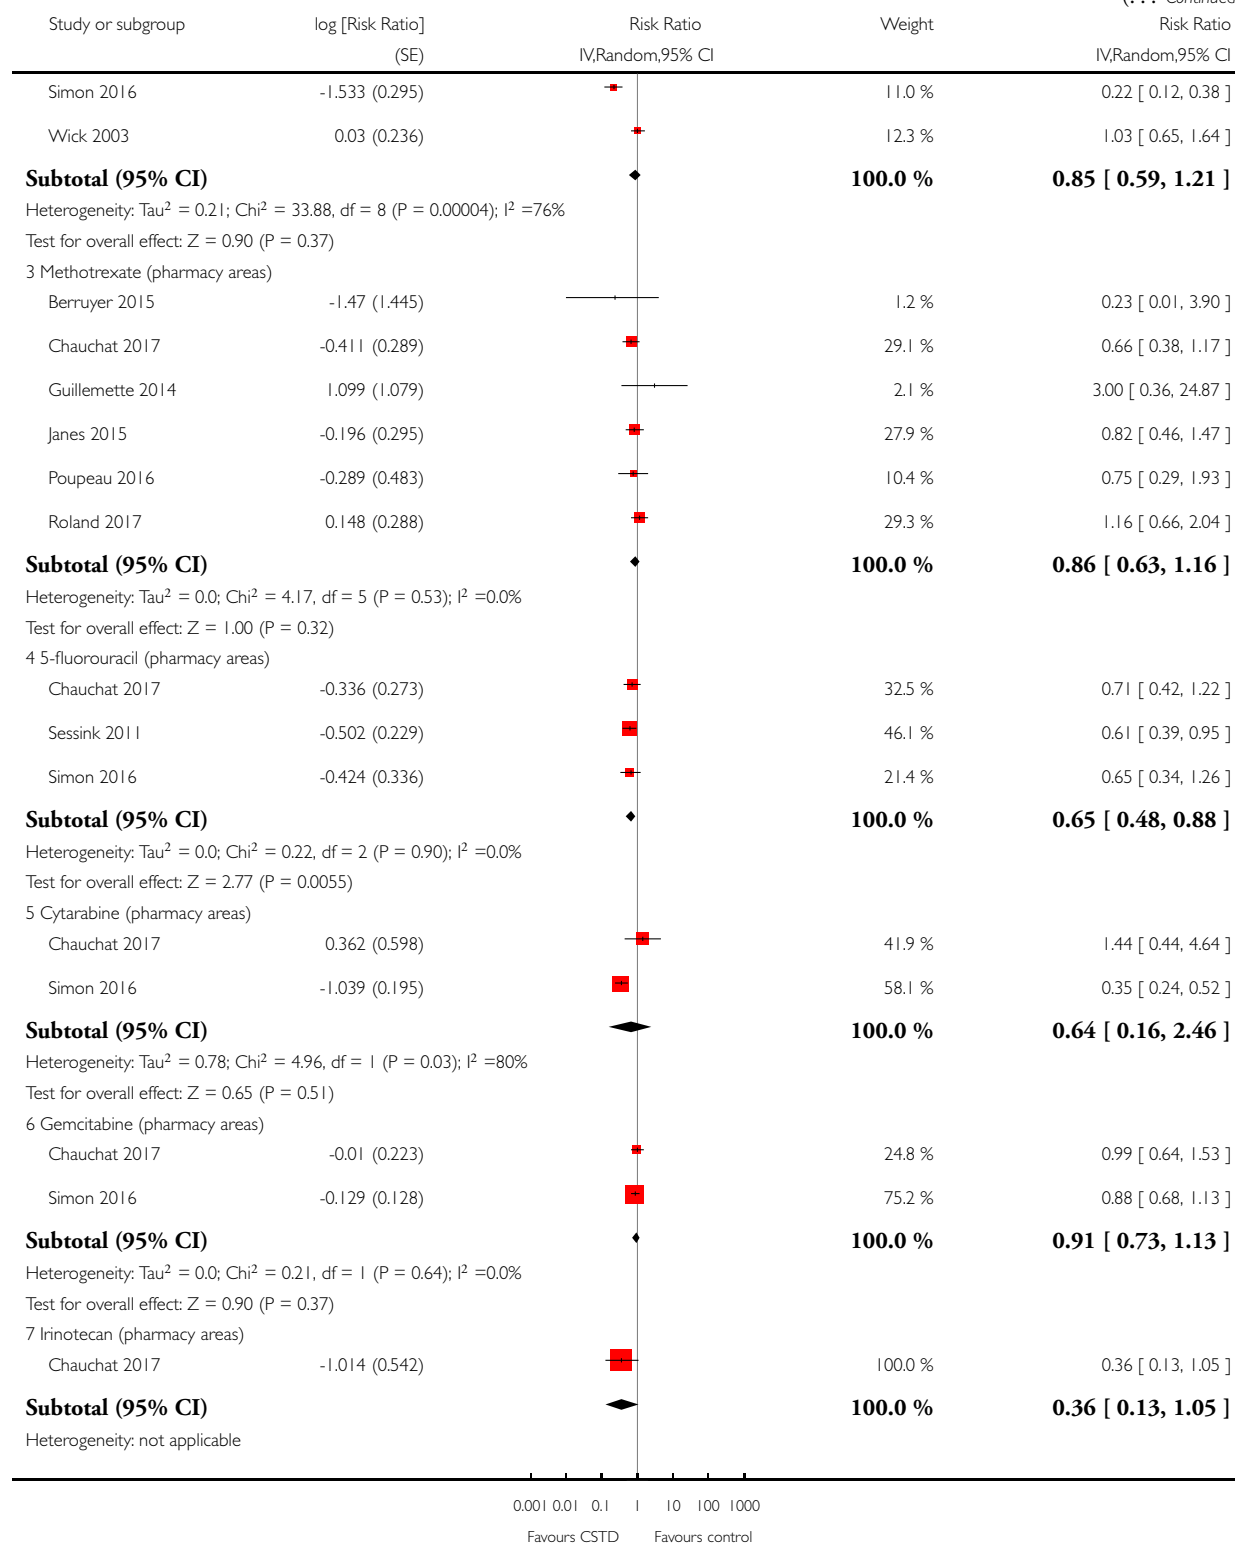 (... Continued
Study or subgroup log [Risk Ratio] Risk Ratio Weight Risk Ratio
(SE) IV,Random,95% CI IV,Random,95% CI
Simon 2016 -1.533 (0.295) 11.0 % 0.22 [ 0.12, 0.38 ]
Wick 2003 0.03 (0.236) 12.3 % 1.03 [ 0.65, 1.64 ]
Subtotal (95% CI) 100.0 % 0.85 [ 0.59, 1.21 ]
Heterogeneity: Tau² = 0.21; Chi² = 33.88, df = 8 (P = 0.00004); I² =76%
Test for overall effect: Z = 0.90 (P = 0.37)
3 Methotrexate (pharmacy areas)
Berruyer 2015 -1.47 (1.445) 1.2 % 0.23 [ 0.01, 3.90 ]
Chauchat 2017 -0.411 (0.289) 29.1 % 0.66 [ 0.38, 1.17 ]
Guillemette 2014 1.099 (1.079) 2.1 % 3.00 [ 0.36, 24.87 ]
Janes 2015 -0.196 (0.295) 27.9 % 0.82 [ 0.46, 1.47 ]
Poupeau 2016 -0.289 (0.483) 10.4 % 0.75 [ 0.29, 1.93 ]
Roland 2017 0.148 (0.288) 29.3 % 1.16 [ 0.66, 2.04 ]
Subtotal (95% CI) 100.0 % 0.86 [ 0.63, 1.16 ]
Heterogeneity: Tau² = 0.0; Chi² = 4.17, df = 5 (P = 0.53); I² =0.0%
Test for overall effect: Z = 1.00 (P = 0.32)
4 5-fluorouracil (pharmacy areas)
Chauchat 2017 -0.336 (0.273) 32.5 % 0.71 [ 0.42, 1.22 ]
Sessink 2011 -0.502 (0.229) 46.1 % 0.61 [ 0.39, 0.95 ]
Simon 2016 -0.424 (0.336) 21.4 % 0.65 [ 0.34, 1.26 ]
Subtotal (95% CI) 100.0 % 0.65 [ 0.48, 0.88 ]
Heterogeneity: Tau² = 0.0; Chi² = 0.22, df = 2 (P = 0.90); I² =0.0%
Test for overall effect: Z = 2.77 (P = 0.0055)
5 Cytarabine (pharmacy areas)
Chauchat 2017 0.362 (0.598) 41.9 % 1.44 [ 0.44, 4.64 ]
Simon 2016 -1.039 (0.195) 58.1 % 0.35 [ 0.24, 0.52 ]
Subtotal (95% CI) 100.0 % 0.64 [ 0.16, 2.46 ]
Heterogeneity: Tau² = 0.78; Chi² = 4.96, df = 1 (P = 0.03); I² =80%
Test for overall effect: Z = 0.65 (P = 0.51)
6 Gemcitabine (pharmacy areas)
Chauchat 2017 -0.01 (0.223) 24.8 % 0.99 [ 0.64, 1.53 ]
Simon 2016 -0.129 (0.128) 75.2 % 0.88 [ 0.68, 1.13 ]
Subtotal (95% CI) 100.0 % 0.91 [ 0.73, 1.13 ]
Heterogeneity: Tau² = 0.0; Chi² = 0.21, df = 1 (P = 0.64); I² =0.0%
Test for overall effect: Z = 0.90 (P = 0.37)
7 Irinotecan (pharmacy areas)
Chauchat 2017 -1.014 (0.542) 100.0 % 0.36 [ 0.13, 1.05 ]
Subtotal (95% CI) 100.0 % 0.36 [ 0.13, 1.05 ]
Heterogeneity: not applicable
0.001 0.01 0.1 1 10 100 1000
Favours CSTD Favours control